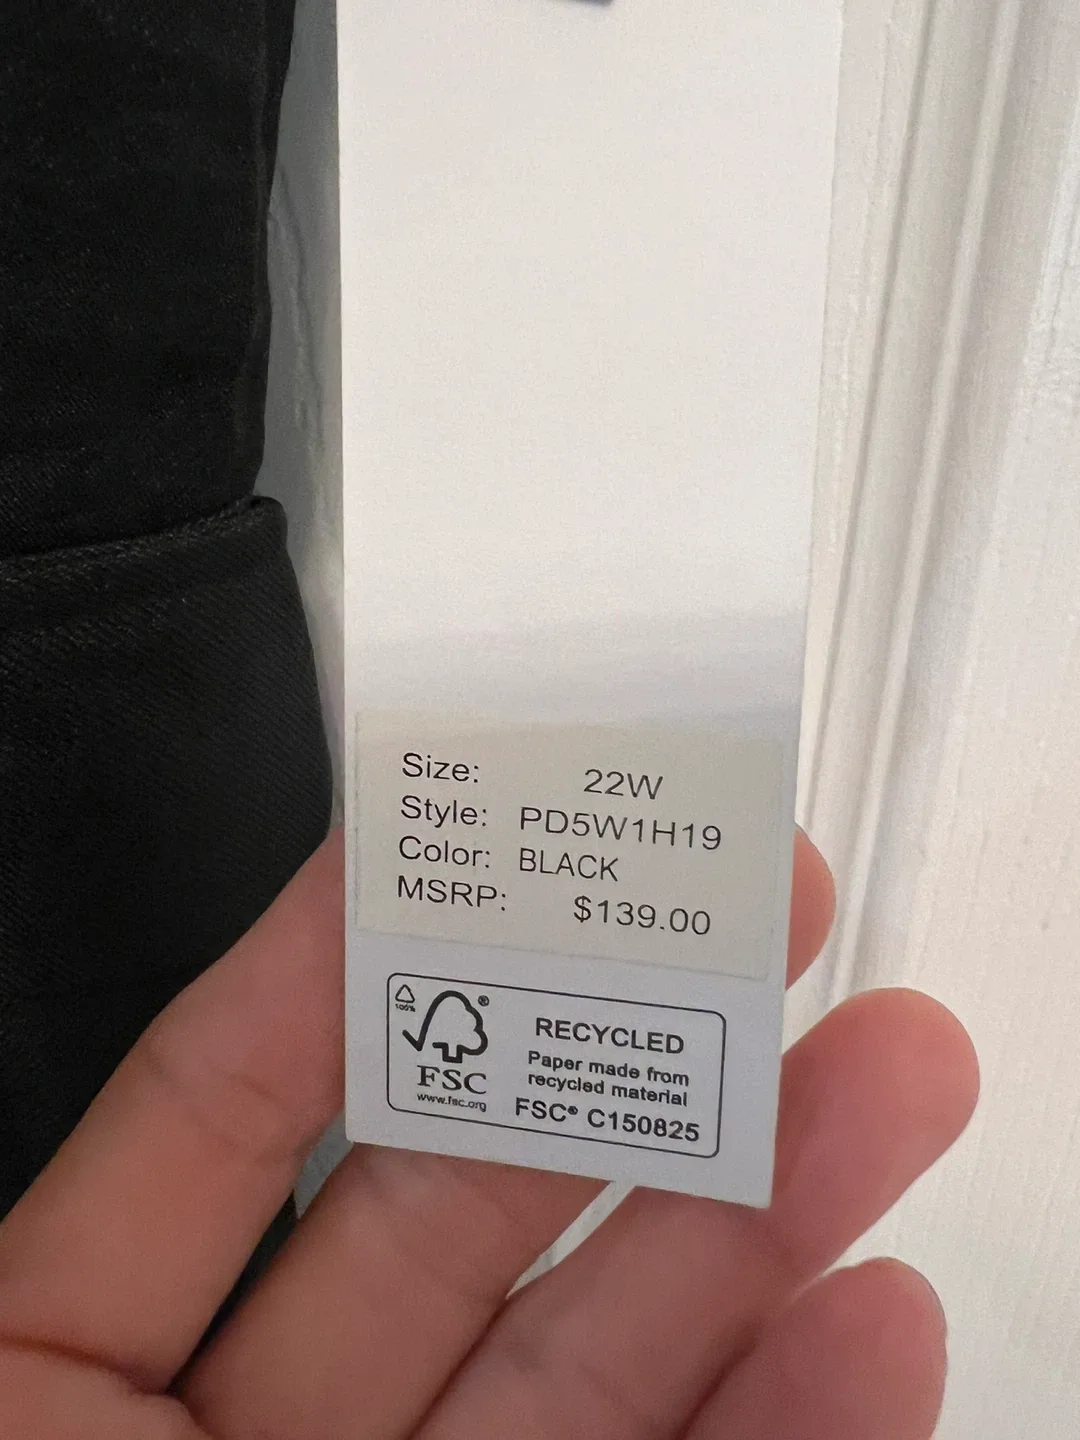 Size: 22W
Style: PD5W1H19
Color: BLACK
MSRP: $139.00
100%
®
FSC
www.fsc.org
RECYCLED
Paper made from
recycled material
FSC® C150825